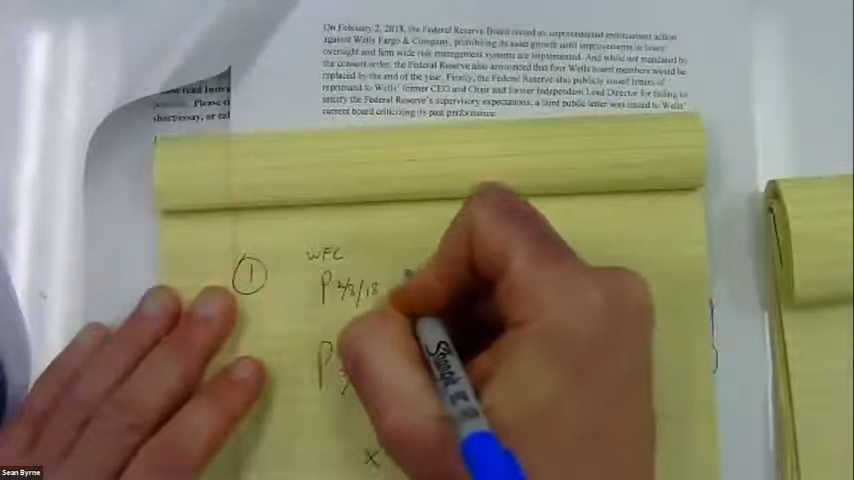 On February 2, 2018, the Federal Reserve Board issued an unprecedented enforcement action
against Wells Fargo & Company, prohibiting its asset growth until improvements in board
oversight and firm wide risk management systems are implemented. And while not mandated by
the consent order, the Federal Reserve also announced that four Wells board members would be
replaced by the end of the year. Finally, the Federal Reserve also publicly issued letters of
reprimand to Wells' former CEO and Chair and former Independent Lead Director for failing to
satisfy the Federal Reserve's supervisory expectations, a third public letter was issued to Wells'
current board criticizing its past performance.
Please
short/essay, or
WFC
1
P 2/2/18
P
X
Sharpie
Sean Byrne